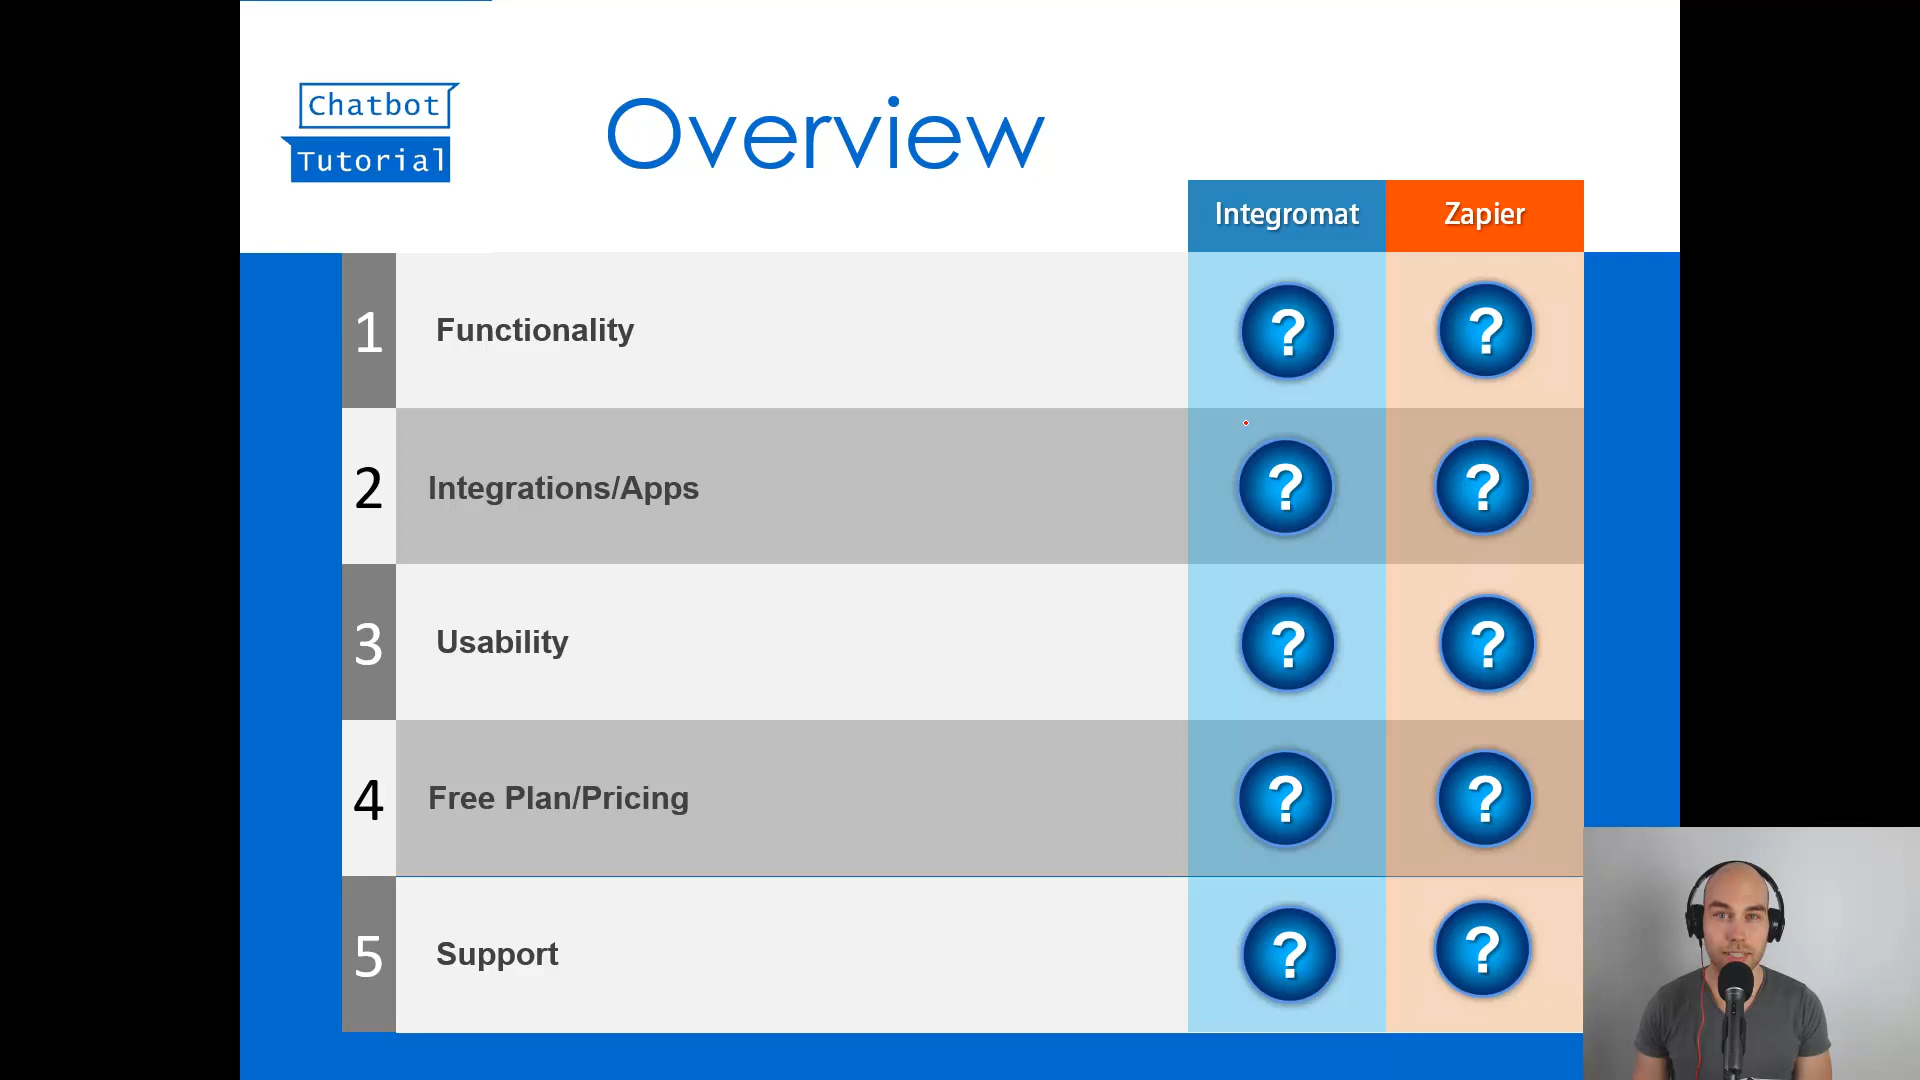 Chatbot
Tutorial
Overview
Integromat Zapier
1 Functionality ? ?
2 Integrations/Apps ? ?
3 Usability ? ?
4 Free Plan/Pricing ? ?
5 Support ? ?